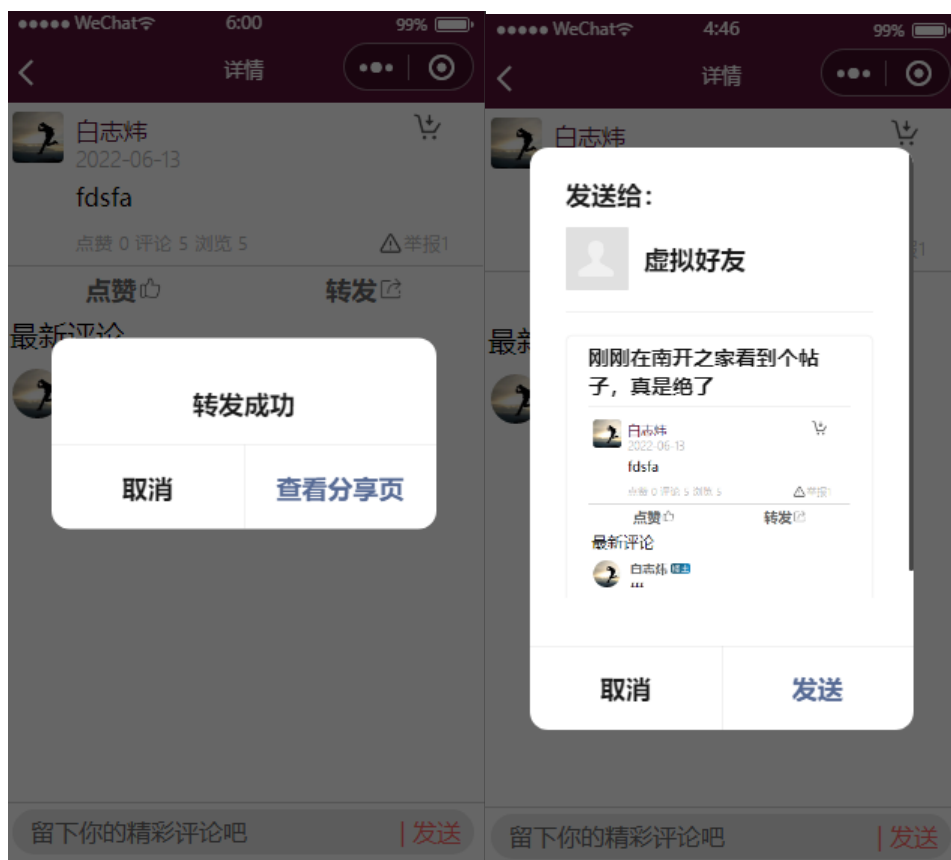 WeChat 6:00 99%
详情
白志炜
2022-06-13
fdsfa
点赞 0 评论 5 浏览 5 举报1
点赞 转发
最新评论
转发成功
取消 查看分享页
留下你的精彩评论吧 | 发送
WeChat 4:46 99%
详情
白志炜
发送给：
虚拟好友
刚刚在南开之家看到个帖
子，真是绝了
白志炜
2022-06-13
fdsfa
点赞 0 评论 5 浏览 5 举报1
点赞 转发
最新评论
白志炜 楼主
取消 发送
留下你的精彩评论吧 | 发送